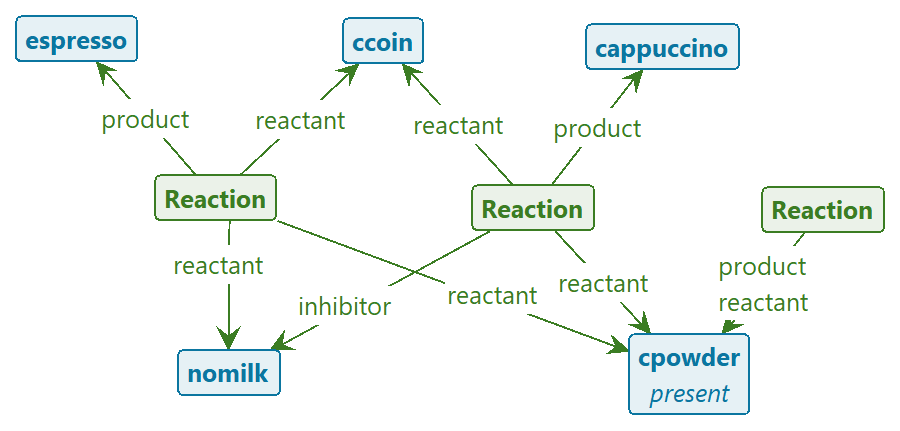 espresso
ccoin
cappuccino
product
reactant
reactant
product
Reaction
Reaction
Reaction
reactant
product
reactant
inhibitor
reactant
reactant
nomilk
cpowder
present